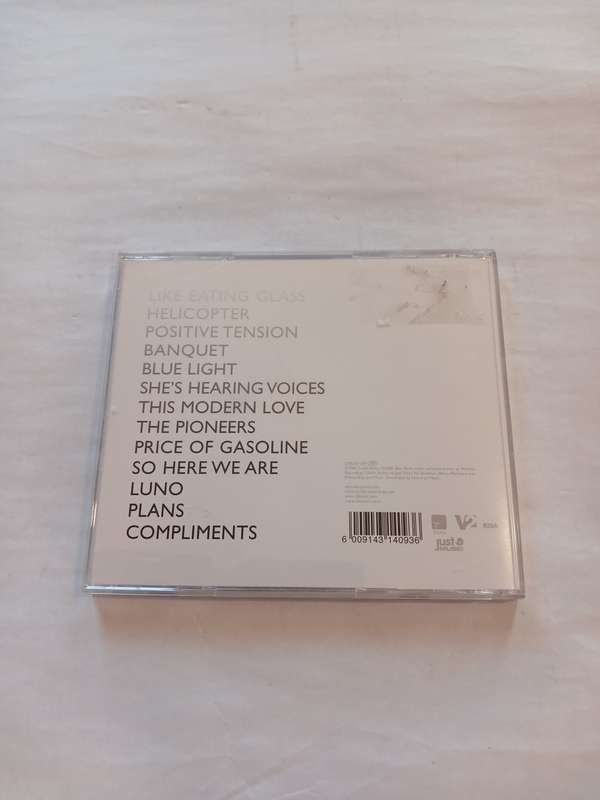 LIKE EATING GLASS
HELICOPTER
POSITIVE TENSION
BANQUET
BLUE LIGHT
SHE'S HEARING VOICES
THIS MODERN LOVE
THE PIONEERS
PRICE OF GASOLINE
SO HERE WE ARE
LUNO
PLANS
COMPLIMENTS
6 009143 140936
V2
just
MUSIC